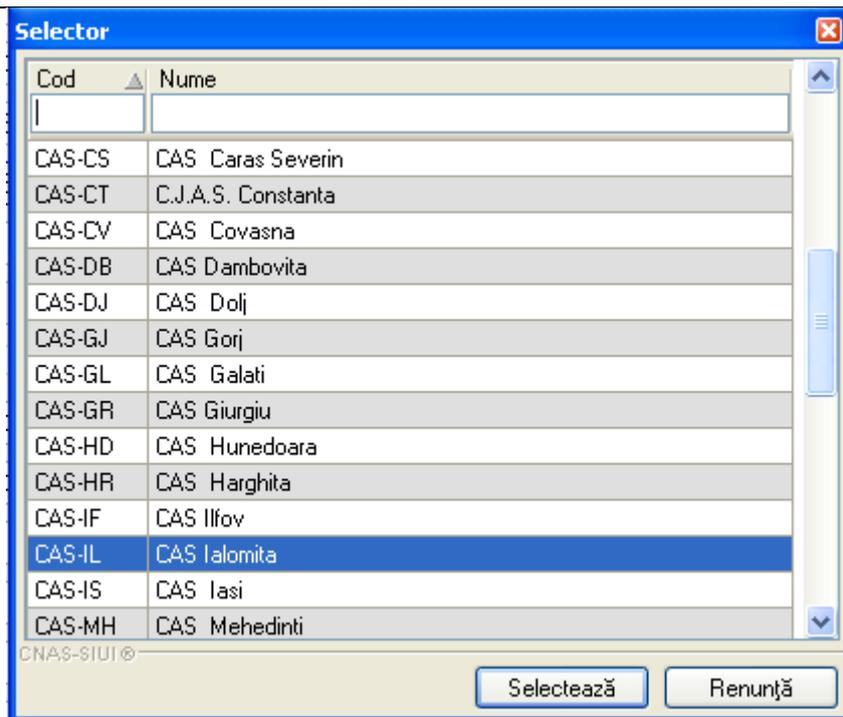 Selector
Cod Nume
CAS-CS CAS Caras Severin
CAS-CT C.J.A.S. Constanta
CAS-CV CAS Covasna
CAS-DB CAS Dambovita
CAS-DJ CAS Dolj
CAS-GJ CAS Gorj
CAS-GL CAS Galati
CAS-GR CAS Giurgiu
CAS-HD CAS Hunedoara
CAS-HR CAS Harghita
CAS-IF CAS Ilfov
CAS-IL CAS Ialomita
CAS-IS CAS Iasi
CAS-MH CAS Mehedinti
CNAS-SIUI®
Selectează Renunţă